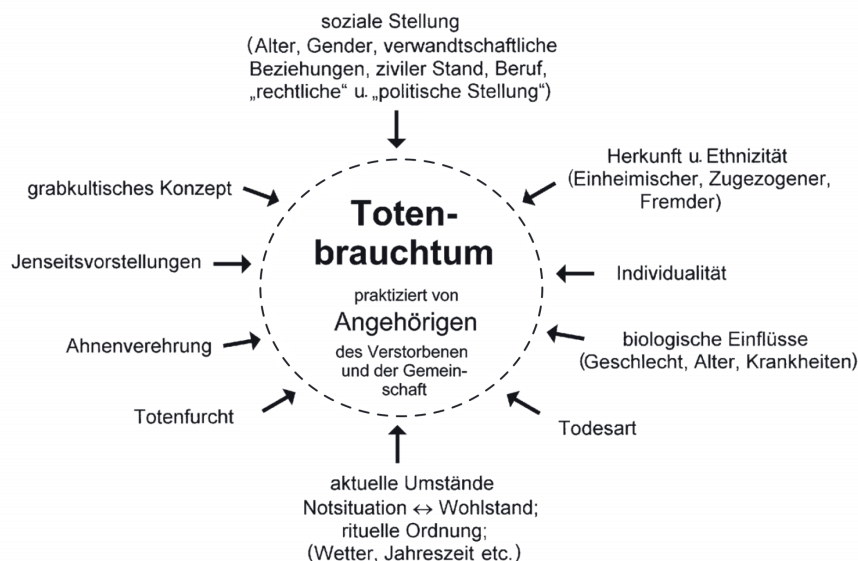 soziale Stellung
(Alter, Gender, verwandtschaftliche
Beziehungen, ziviler Stand, Beruf,
„rechtliche“ u. „politische Stellung“)
Herkunft u. Ethnizität
(Einheimischer, Zugezogener,
Fremder)
Individualität
biologische Einflüsse
(Geschlecht, Alter, Krankheiten)
Todesart
aktuelle Umstände
Notsituation ↔ Wohlstand;
rituelle Ordnung;
(Wetter, Jahreszeit etc.)
Totenfurcht
Ahnenverehrung
Jenseitsvorstellungen
grabkultisches Konzept
Toten-
brauchtum
praktiziert von
Angehörigen
des Verstorbenen
und der Gemein-
schaft